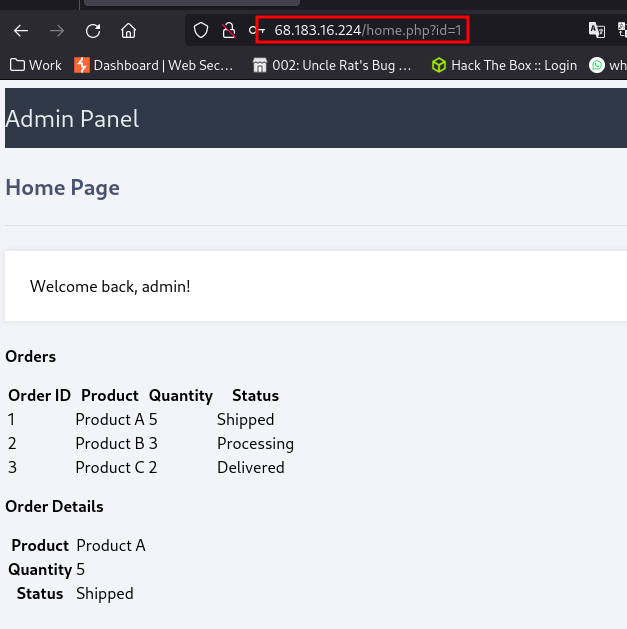 68.183.16.224/home.php?id=1
Work Dashboard | Web Sec… 002: Uncle Rat's Bug … Hack The Box :: Login wh
Admin Panel
Home Page
Welcome back, admin!
Orders
Order ID Product Quantity Status
1 Product A 5 Shipped
2 Product B 3 Processing
3 Product C 2 Delivered
Order Details
Product Product A
Quantity 5
Status Shipped